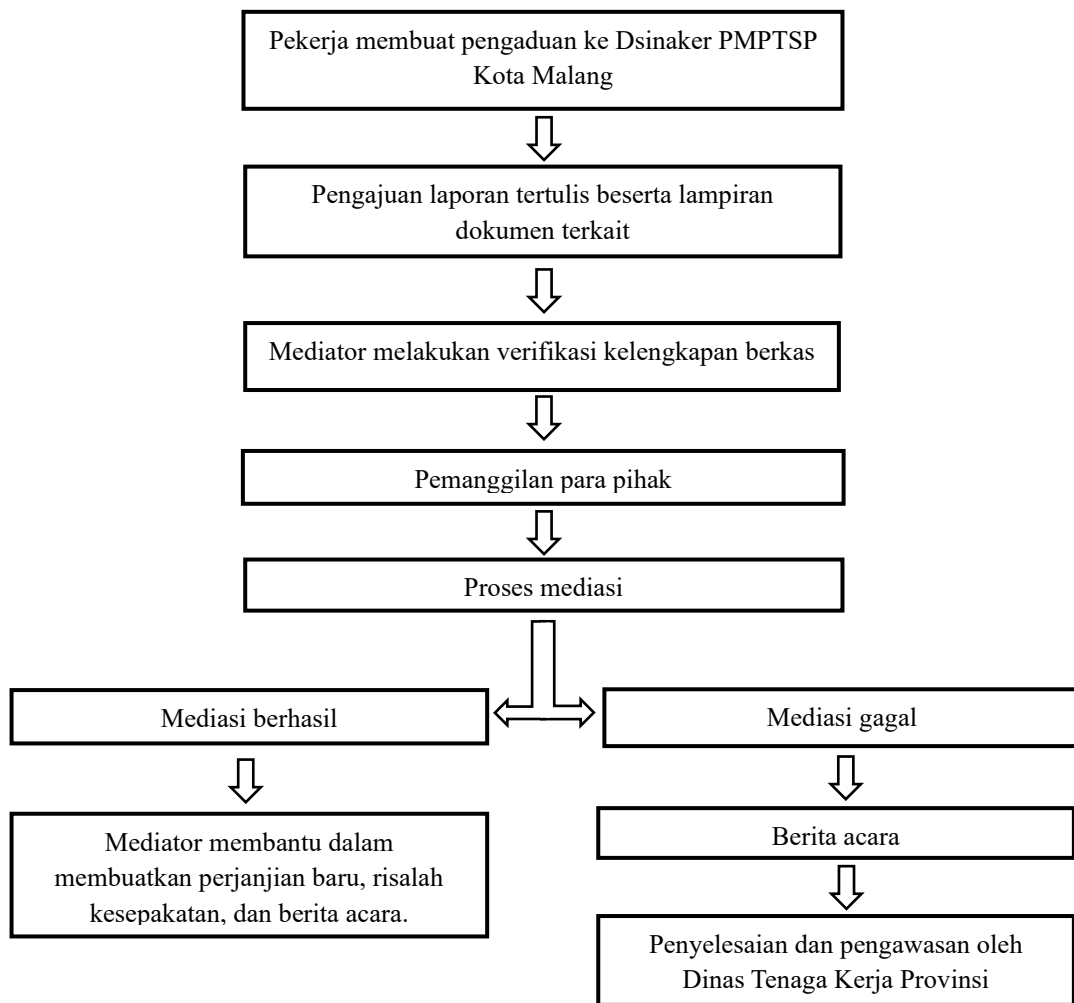 Pekerja membuat pengaduan ke Dsinaker PMPTSP
Kota Malang
Pengajuan laporan tertulis beserta lampiran
dokumen terkait
Mediator melakukan verifikasi kelengkapan berkas
Pemanggilan para pihak
Proses mediasi
Mediasi berhasil
Mediator membantu dalam
membuatkan perjanjian baru, risalah
kesepakatan, dan berita acara.
Mediasi gagal
Berita acara
Penyelesaian dan pengawasan oleh
Dinas Tenaga Kerja Provinsi